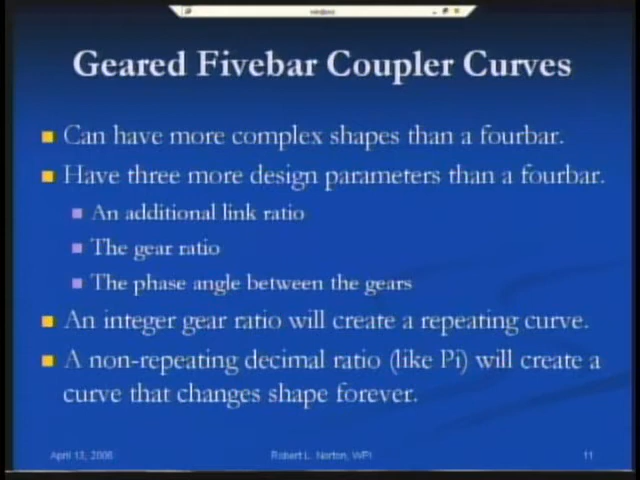 Geared Fivebar Coupler Curves
Can have more complex shapes than a fourbar.
Have three more design parameters than a fourbar.
An additional link ratio
The gear ratio
The phase angle between the gears
An integer gear ratio will create a repeating curve.
A non-repeating decimal ratio (like Pi) will create a
curve that changes shape forever.
April 13, 2006
Robert L. Norton, WPI
11